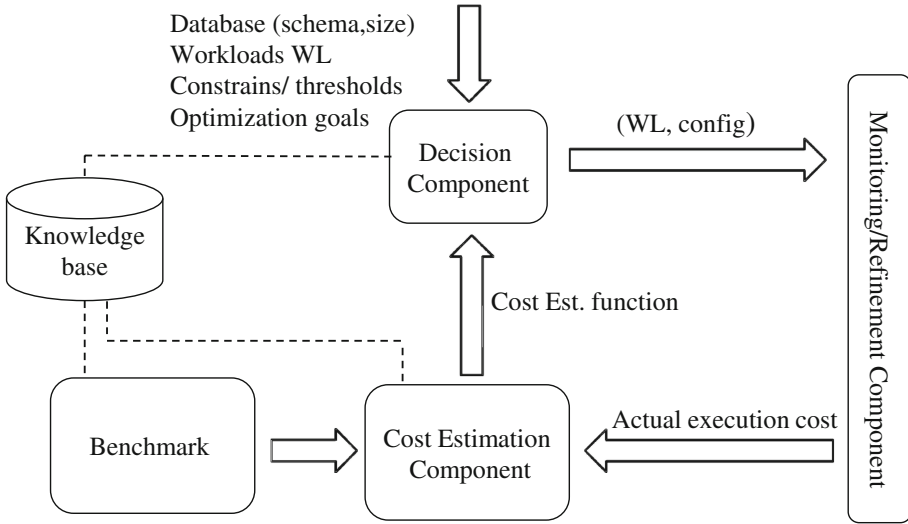 Database (schema,size)
Workloads WL
Constrains/ thresholds
Optimization goals
Decision
Component
(WL, config)
Monitoring/Refinement Component
Knowledge
base
Cost Est. function
Benchmark
Cost Estimation
Component
Actual execution cost